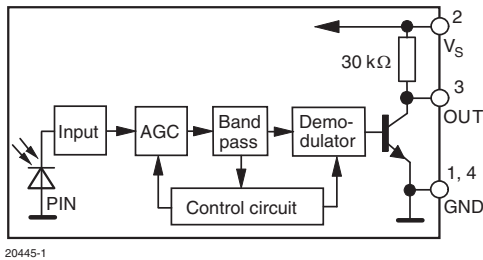 2
V_S
30 kΩ
3
OUT
Input
AGC
Band
pass
Demo-
dulator
1, 4
GND
PIN
Control circuit
20445-1